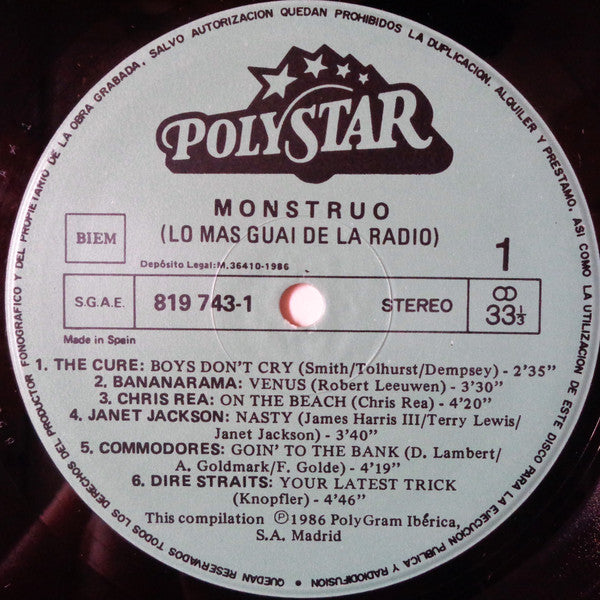 POLYSTAR
MONSTRUO
(LO MAS GUAI DE LA RADIO)
BIEM
1
Depósito Legal: M. 36410-1986
S.G.A.E.
819 743-1
STEREO
33⅓
Made in Spain
1. THE CURE: BOYS DON'T CRY (Smith/Tolhurst/Dempsey) - 2'35"
2. BANANARAMA: VENUS (Robert Leeuwen) - 3'30"
3. CHRIS REA: ON THE BEACH (Chris Rea) - 4'20"
4. JANET JACKSON: NASTY (James Harris III/Terry Lewis/
Janet Jackson) - 3'40"
5. COMMODORES: GOIN' TO THE BANK (D. Lambert/
A. Goldmark/F. Golde) - 4'19"
6. DIRE STRAITS: YOUR LATEST TRICK
(Knopfler) - 4'46"
This compilation ℗1986 PolyGram Ibérica,
S.A. Madrid
QUEDAN RESERVADOS TODOS LOS DERECHOS DEL PRODUCTOR FONOGRAFICO Y DEL PROPIETARIO DE LA OBRA GRABADA, SALVO AUTORIZACION QUEDAN PROHIBIDOS LA DUPLICACION, ALQUILER Y PRESTAMO, ASI COMO LA UTILIZACION DE ESTE DISCO PARA LA EJECUCION PUBLICA Y RADIODIFUSION